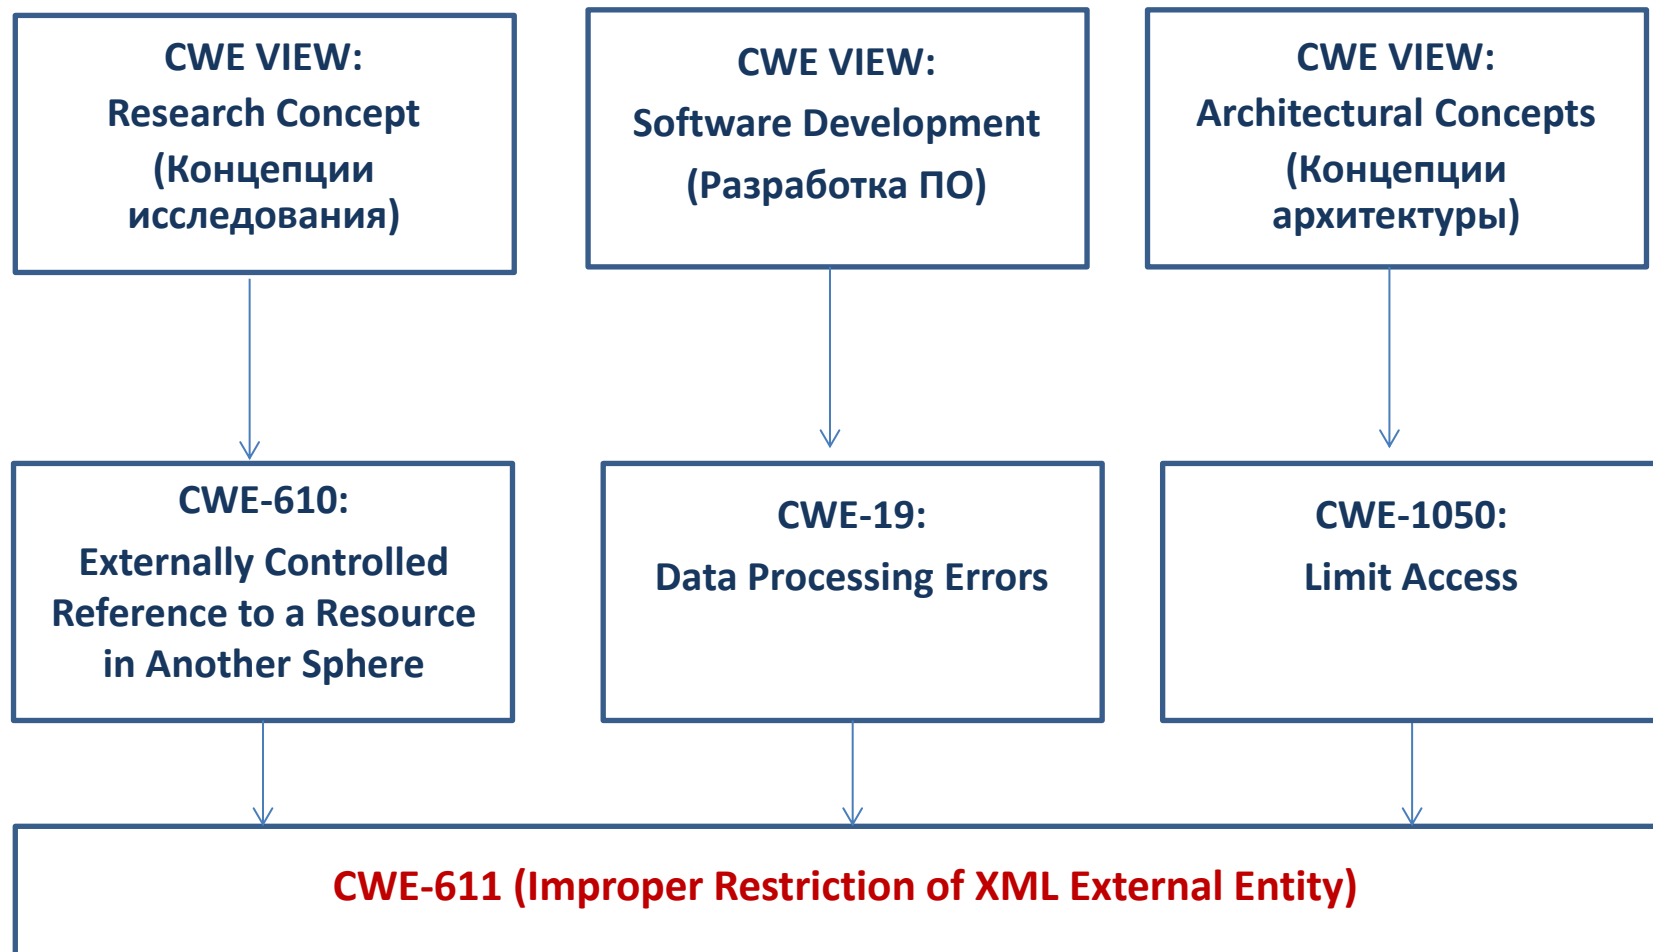 CWE VIEW:
Research Concept
(Концепции
исследования)
CWE VIEW:
Software Development
(Разработка ПО)
CWE VIEW:
Architectural Concepts
(Концепции
архитектуры)
CWE-610:
Externally Controlled
Reference to a Resource
in Another Sphere
CWE-19:
Data Processing Errors
CWE-1050:
Limit Access
CWE-611 (Improper Restriction of XML External Entity)